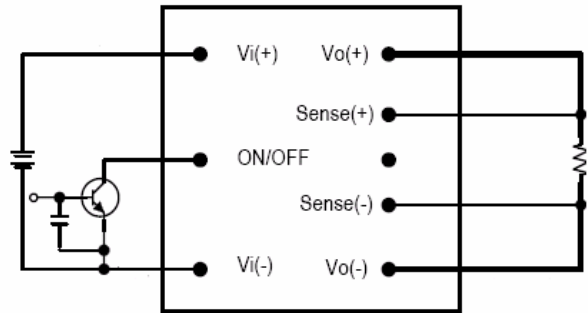 Vi(+) Vo(+)
Sense(+)
ON/OFF
Sense(-)
Vi(-) Vo(-)